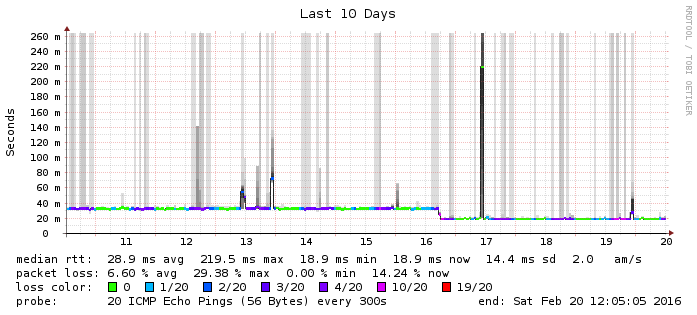 Last 10 Days
RRDTOOL / TOBI OETIKER
Seconds
260 m
240 m
220 m
200 m
180 m
160 m
140 m
120 m
100 m
80 m
60 m
40 m
20 m
0
11 12 13 14 15 16 17 18 19 20
median rtt: 28.9 ms avg 219.5 ms max 18.9 ms min 18.9 ms now 14.4 ms sd 2.0 am/s
packet loss: 6.60 % avg 29.38 % max 0.00 % min 14.24 % now
loss color: 0 1/20 2/20 3/20 4/20 10/20 19/20
probe: 20 ICMP Echo Pings (56 Bytes) every 300s end: Sat Feb 20 12:05:05 2016